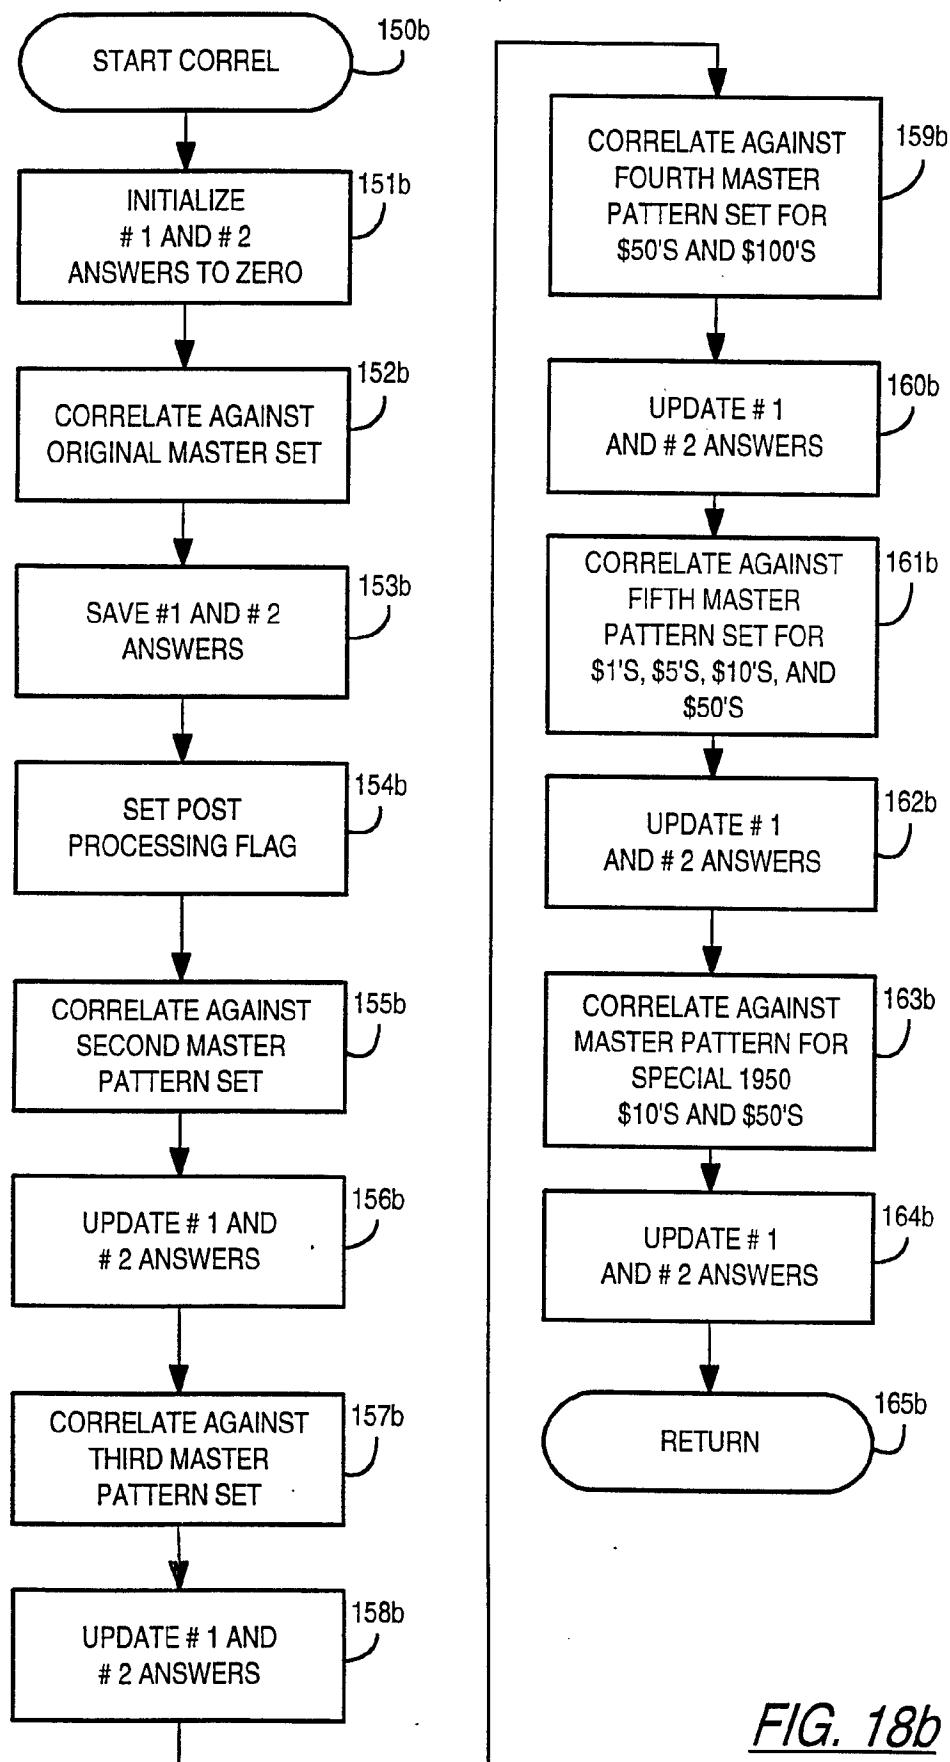 START CORREL
150b
INITIALIZE
# 1 AND # 2
ANSWERS TO ZERO
151b
CORRELATE AGAINST
ORIGINAL MASTER SET
152b
SAVE #1 AND # 2
ANSWERS
153b
SET POST
PROCESSING FLAG
154b
CORRELATE AGAINST
SECOND MASTER
PATTERN SET
155b
UPDATE # 1 AND
# 2 ANSWERS
156b
CORRELATE AGAINST
THIRD MASTER
PATTERN SET
157b
UPDATE # 1 AND
# 2 ANSWERS
158b
CORRELATE AGAINST
FOURTH MASTER
PATTERN SET FOR
$50'S AND $100'S
159b
UPDATE # 1
AND # 2 ANSWERS
160b
CORRELATE AGAINST
FIFTH MASTER
PATTERN SET FOR
$1'S, $5'S, $10'S, AND
$50'S
161b
UPDATE # 1
AND # 2 ANSWERS
162b
CORRELATE AGAINST
MASTER PATTERN FOR
SPECIAL 1950
$10'S AND $50'S
163b
UPDATE # 1
AND # 2 ANSWERS
164b
RETURN
165b
FIG. 18b